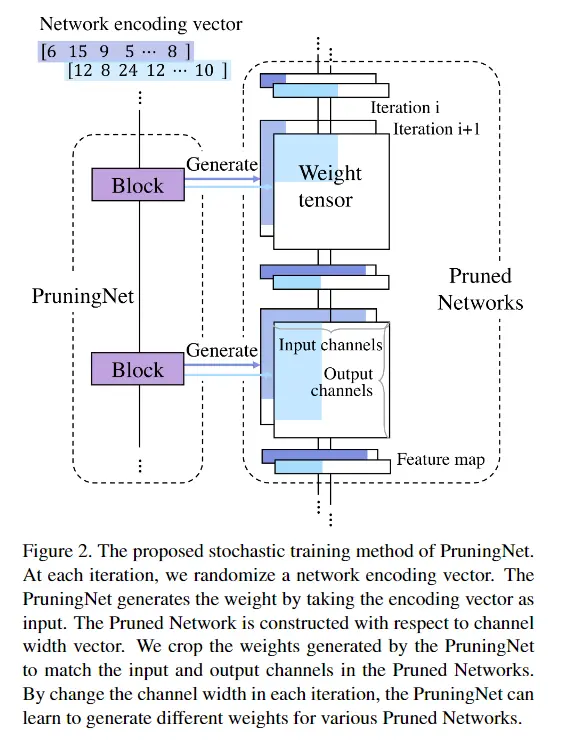 Network encoding vector
[6 15 9 5 ⋯ 8 ]
[12 8 24 12 ⋯ 10 ]
Iteration i
Iteration i+1
Generate
Block
Weight
tensor
PruningNet
Pruned
Networks
Generate
Block
Input channels
Output
channels
Feature map
Figure 2. The proposed stochastic training method of PruningNet.
At each iteration, we randomize a network encoding vector. The
PruningNet generates the weight by taking the encoding vector as
input. The Pruned Network is constructed with respect to channel
width vector. We crop the weights generated by the PruningNet
to match the input and output channels in the Pruned Networks.
By change the channel width in each iteration, the PruningNet can
learn to generate different weights for various Pruned Networks.